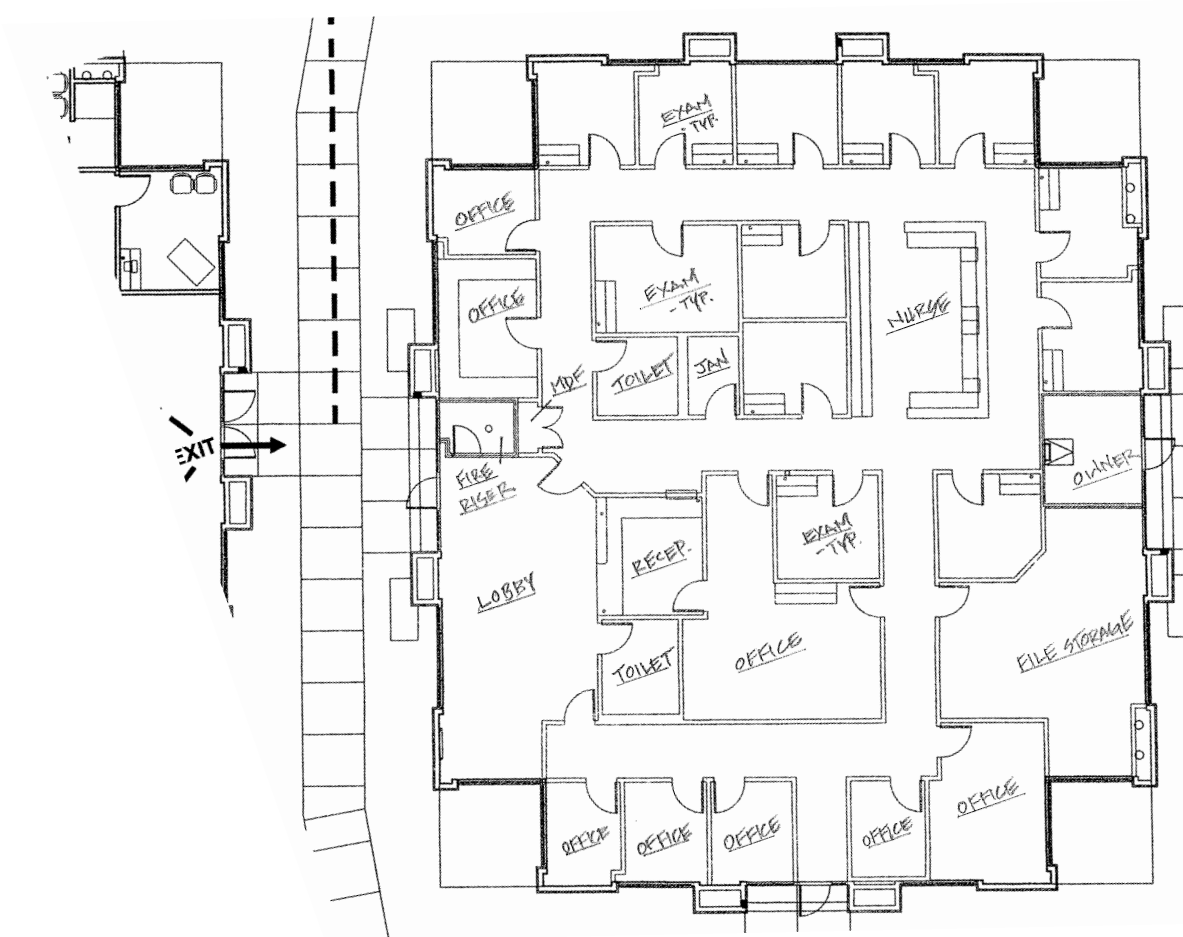 EXAM
- TYP.
OFFICE
OFFICE
EXAM
- TYP.
NURSE
MDF
TOILET
JAN
EXIT
FIRE
RISER
OWNER
EXAM
- TYP.
RECEP.
LOBBY
TOILET
OFFICE
FILE STORAGE
OFFICE
OFFICE
OFFICE
OFFICE
OFFICE